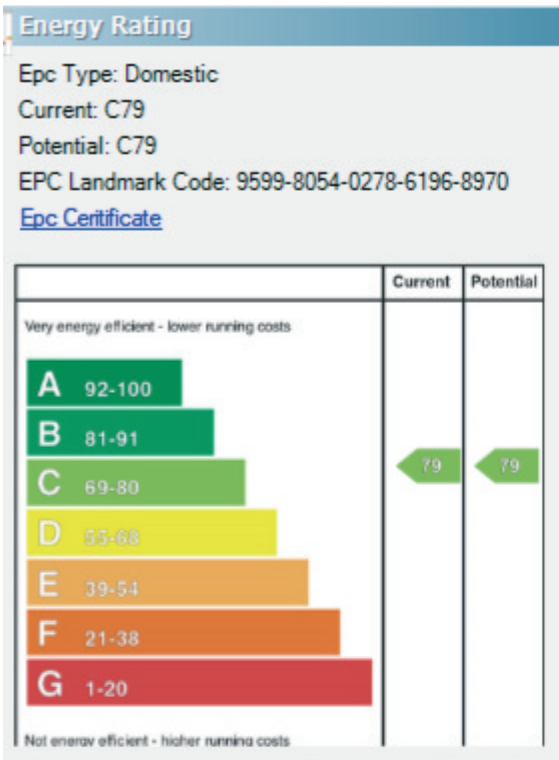 Energy Rating
Epc Type: Domestic
Current: C79
Potential: C79
EPC Landmark Code: 9599-8054-0278-6196-8970
Epc Ceritificate
Current Potential
Very energy efficient - lower running costs
A 92-100
B 81-91
C 69-80
79 79
D 55-68
E 39-54
F 21-38
G 1-20
Not energy efficient - higher running costs